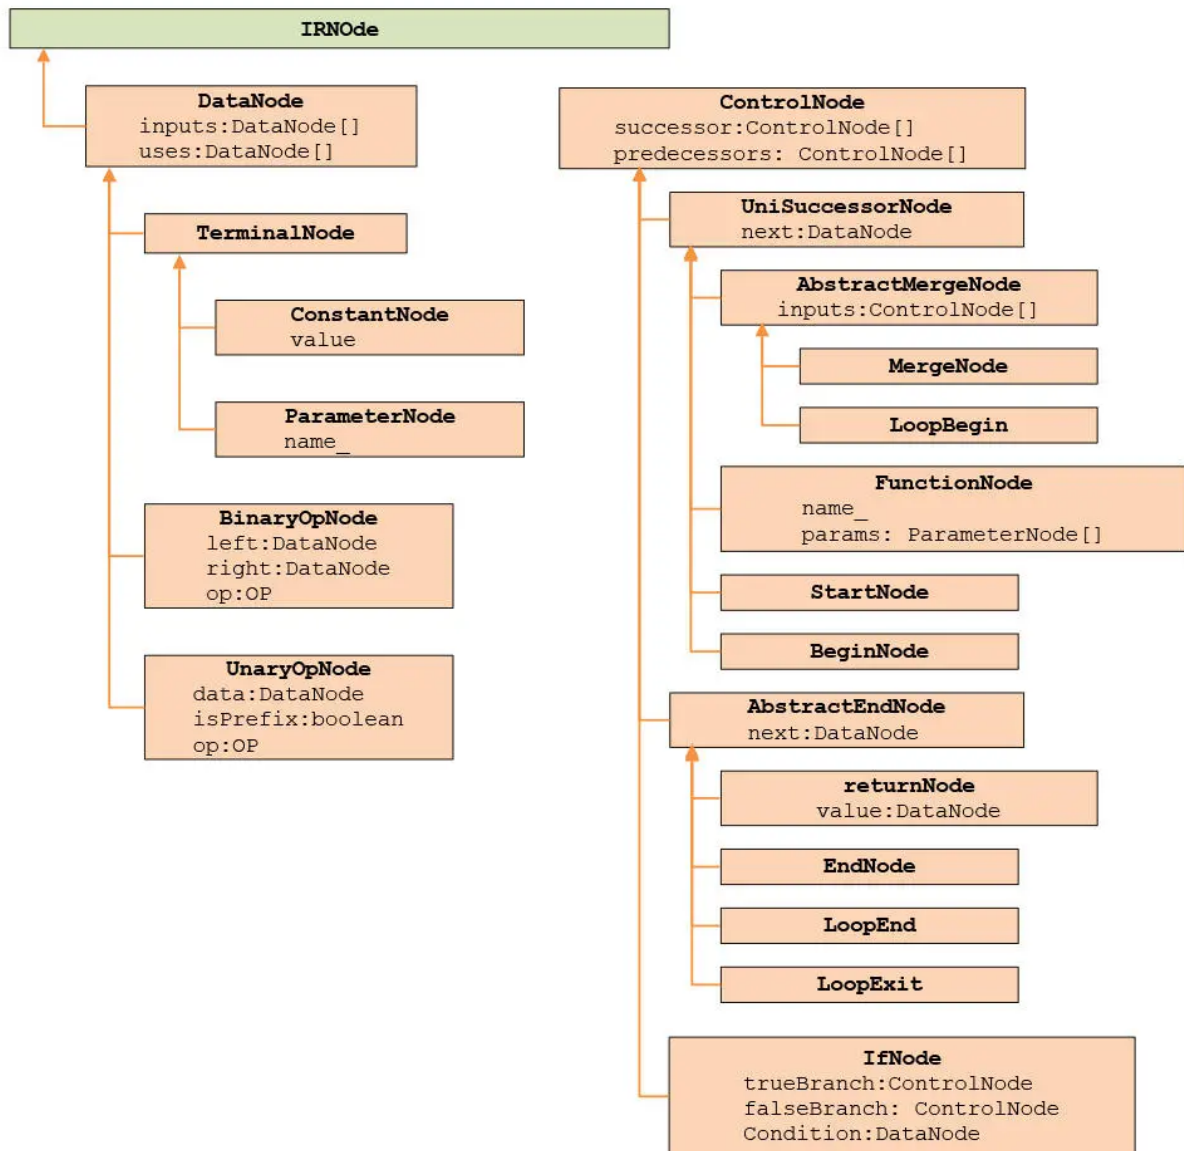 IRNOde
DataNode
inputs:DataNode[]
uses:DataNode[]
TerminalNode
ConstantNode
value
ParameterNode
name_
BinaryOpNode
left:DataNode
right:DataNode
op:OP
UnaryOpNode
data:DataNode
isPrefix:boolean
op:OP
ControlNode
successor:ControlNode[]
predecessors: ControlNode[]
UniSuccessorNode
next:DataNode
AbstractMergeNode
inputs:ControlNode[]
MergeNode
LoopBegin
FunctionNode
name_
params: ParameterNode[]
StartNode
BeginNode
AbstractEndNode
next:DataNode
returnNode
value:DataNode
EndNode
LoopEnd
LoopExit
IfNode
trueBranch:ControlNode
falseBranch: ControlNode
Condition:DataNode